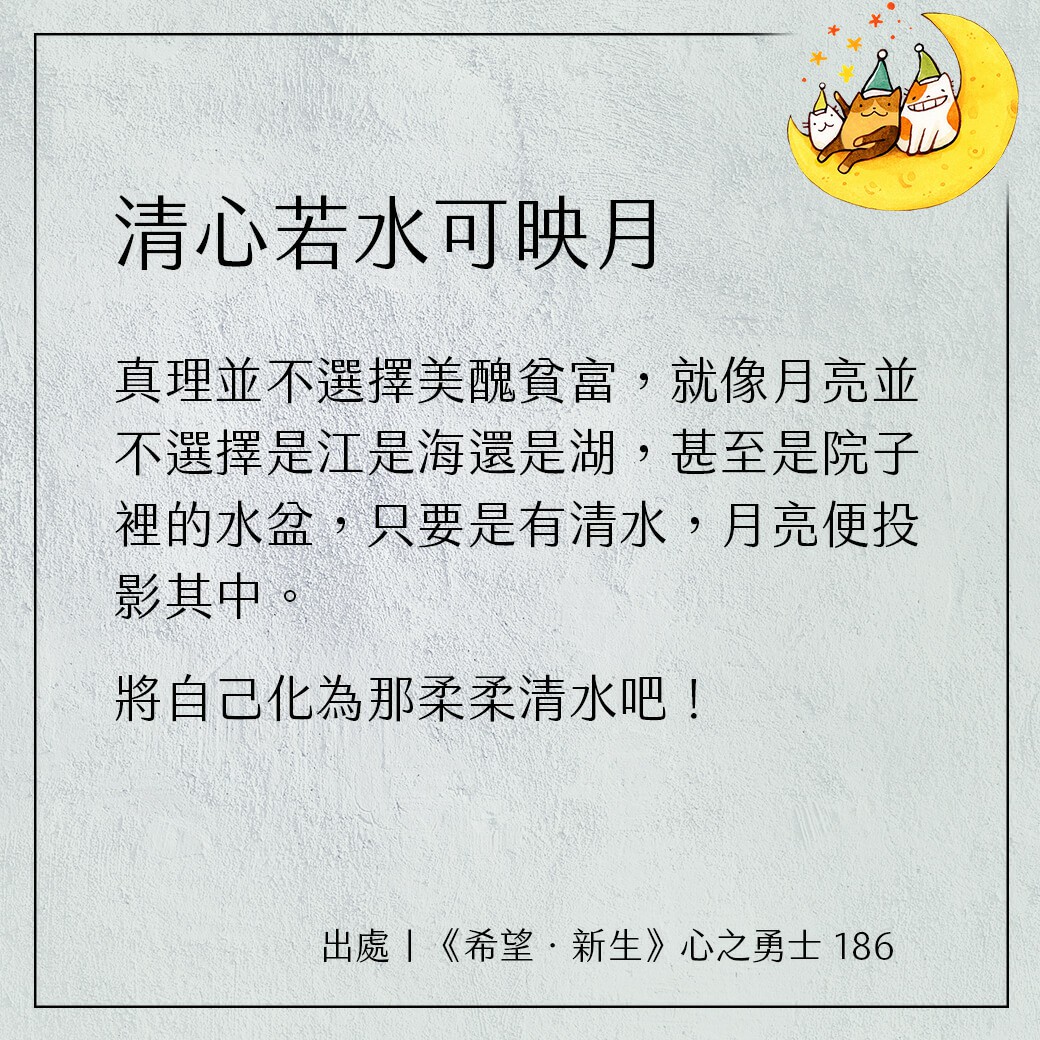 清心若水可映月
真理並不選擇美醜貧富，就像月亮並
不選擇是江是海還是湖，甚至是院子
裡的水盆，只要是有清水，月亮便投
影其中。
將自己化為那柔柔清水吧！
出處〡《希望．新生》心之勇士 186